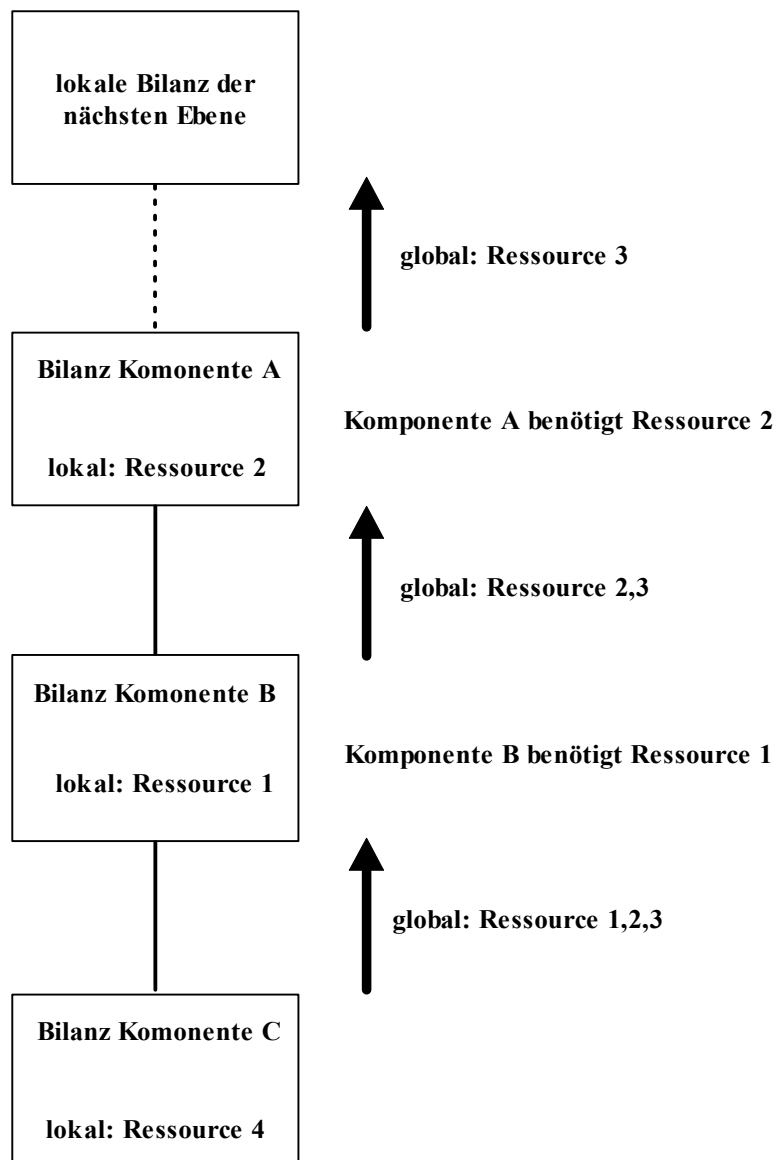 lokale Bilanz der
nächsten Ebene
global: Ressource 3
Bilanz Komonente A
Komponente A benötigt Ressource 2
lokal: Ressource 2
global: Ressource 2,3
Bilanz Komonente B
Komponente B benötigt Ressource 1
lokal: Ressource 1
global: Ressource 1,2,3
Bilanz Komonente C
lokal: Ressource 4